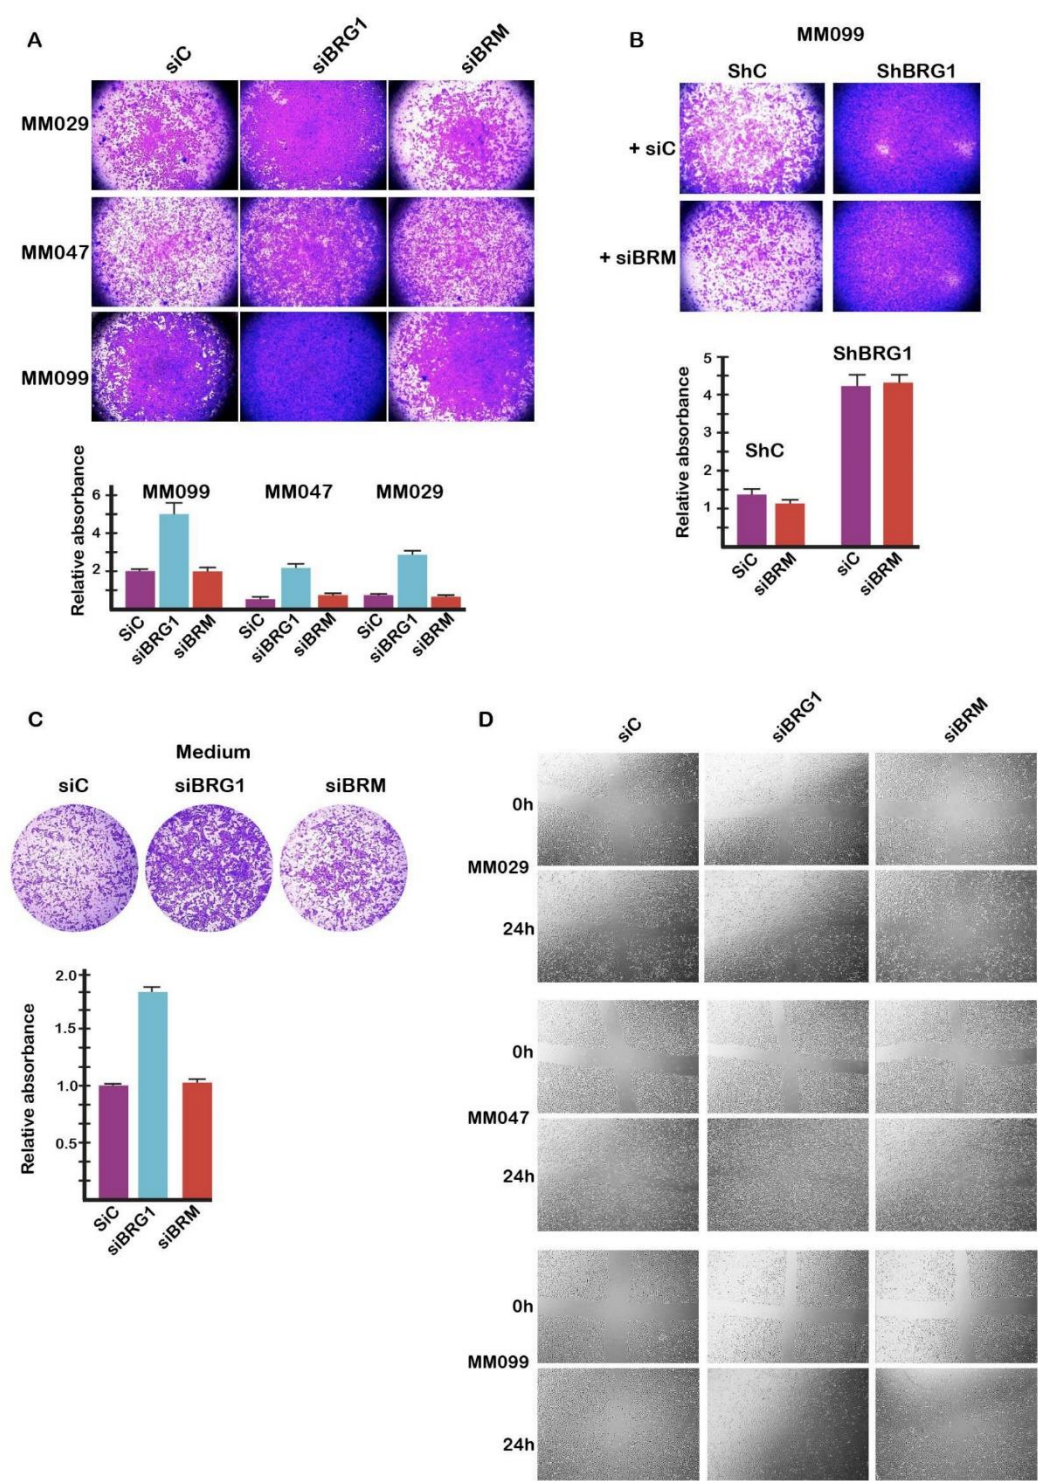 A
siC
siBRG1
siBRM
MM029
MM047
MM099
Relative absorbance
6
4
2
MM099
MM047
MM029
SiC
siBRG1
siBRM
SiC
siBRG1
siBRM
SiC
siBRG1
siBRM
B
MM099
ShC
ShBRG1
+ siC
+ siBRM
Relative absorbance
5
4
3
2
1
ShC
ShBRG1
SiC
siBRM
siC
siBRM
C
Medium
siC
siBRG1
siBRM
Relative absorbance
2.0
1.5
1.0
0.5
SiC
siBRG1
siBRM
D
siC
siBRG1
siBRM
0h
MM029
24h
0h
MM047
24h
0h
MM099
24h